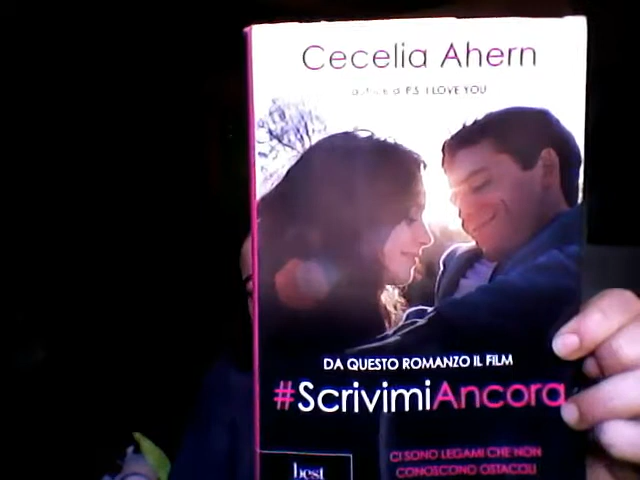 Cecelia Ahern
autrice di P.S. I LOVE YOU
DA QUESTO ROMANZO IL FILM
#ScrivimiAncora
best
CI SONO LEGAMI CHE NON
CONOSCONO OSTACOLI